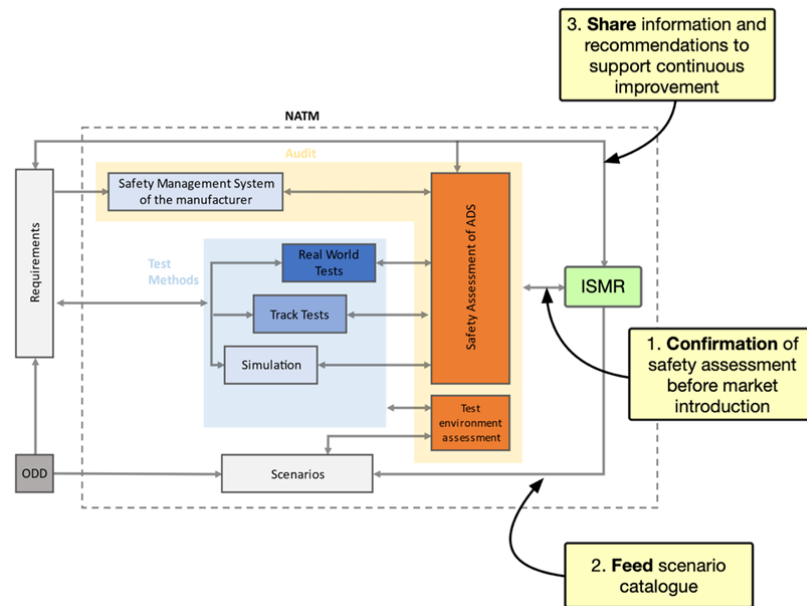 3. Share information and
recommendations to
support continuous
improvement
NATM
Audit
Safety Management System
of the manufacturer
Requirements
Safety Assessment of ADS
Test
Methods
Real World
Tests
Track Tests
Simulation
ISMR
1. Confirmation of
safety assessment
before market
introduction
Test
environment
assessment
ODD
Scenarios
2. Feed scenario
catalogue